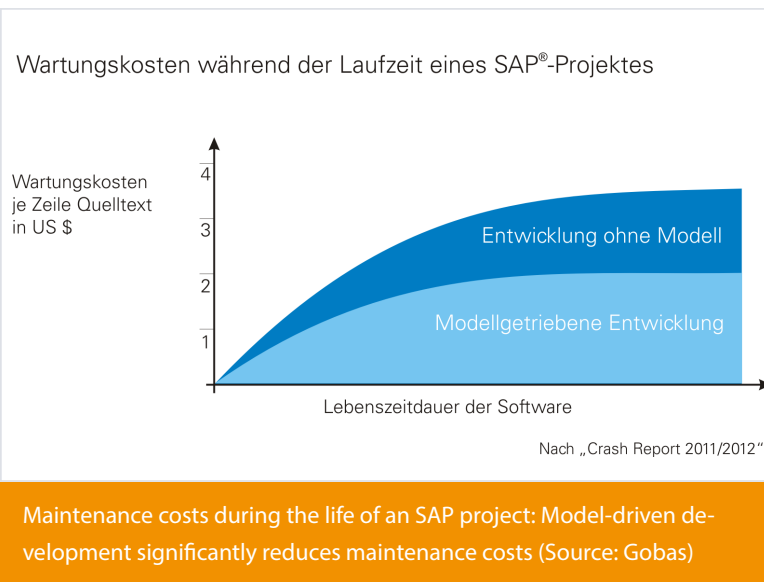 Wartungskosten während der Laufzeit eines SAP®-Projektes
Wartungskosten
je Zeile Quelltext
in US $
4
3
2
1
Entwicklung ohne Modell
Modellgetriebene Entwicklung
Lebenszeitdauer der Software
Nach „Crash Report 2011/2012“
Maintenance costs during the life of an SAP project: Model-driven de-
velopment significantly reduces maintenance costs (Source: Gobas)